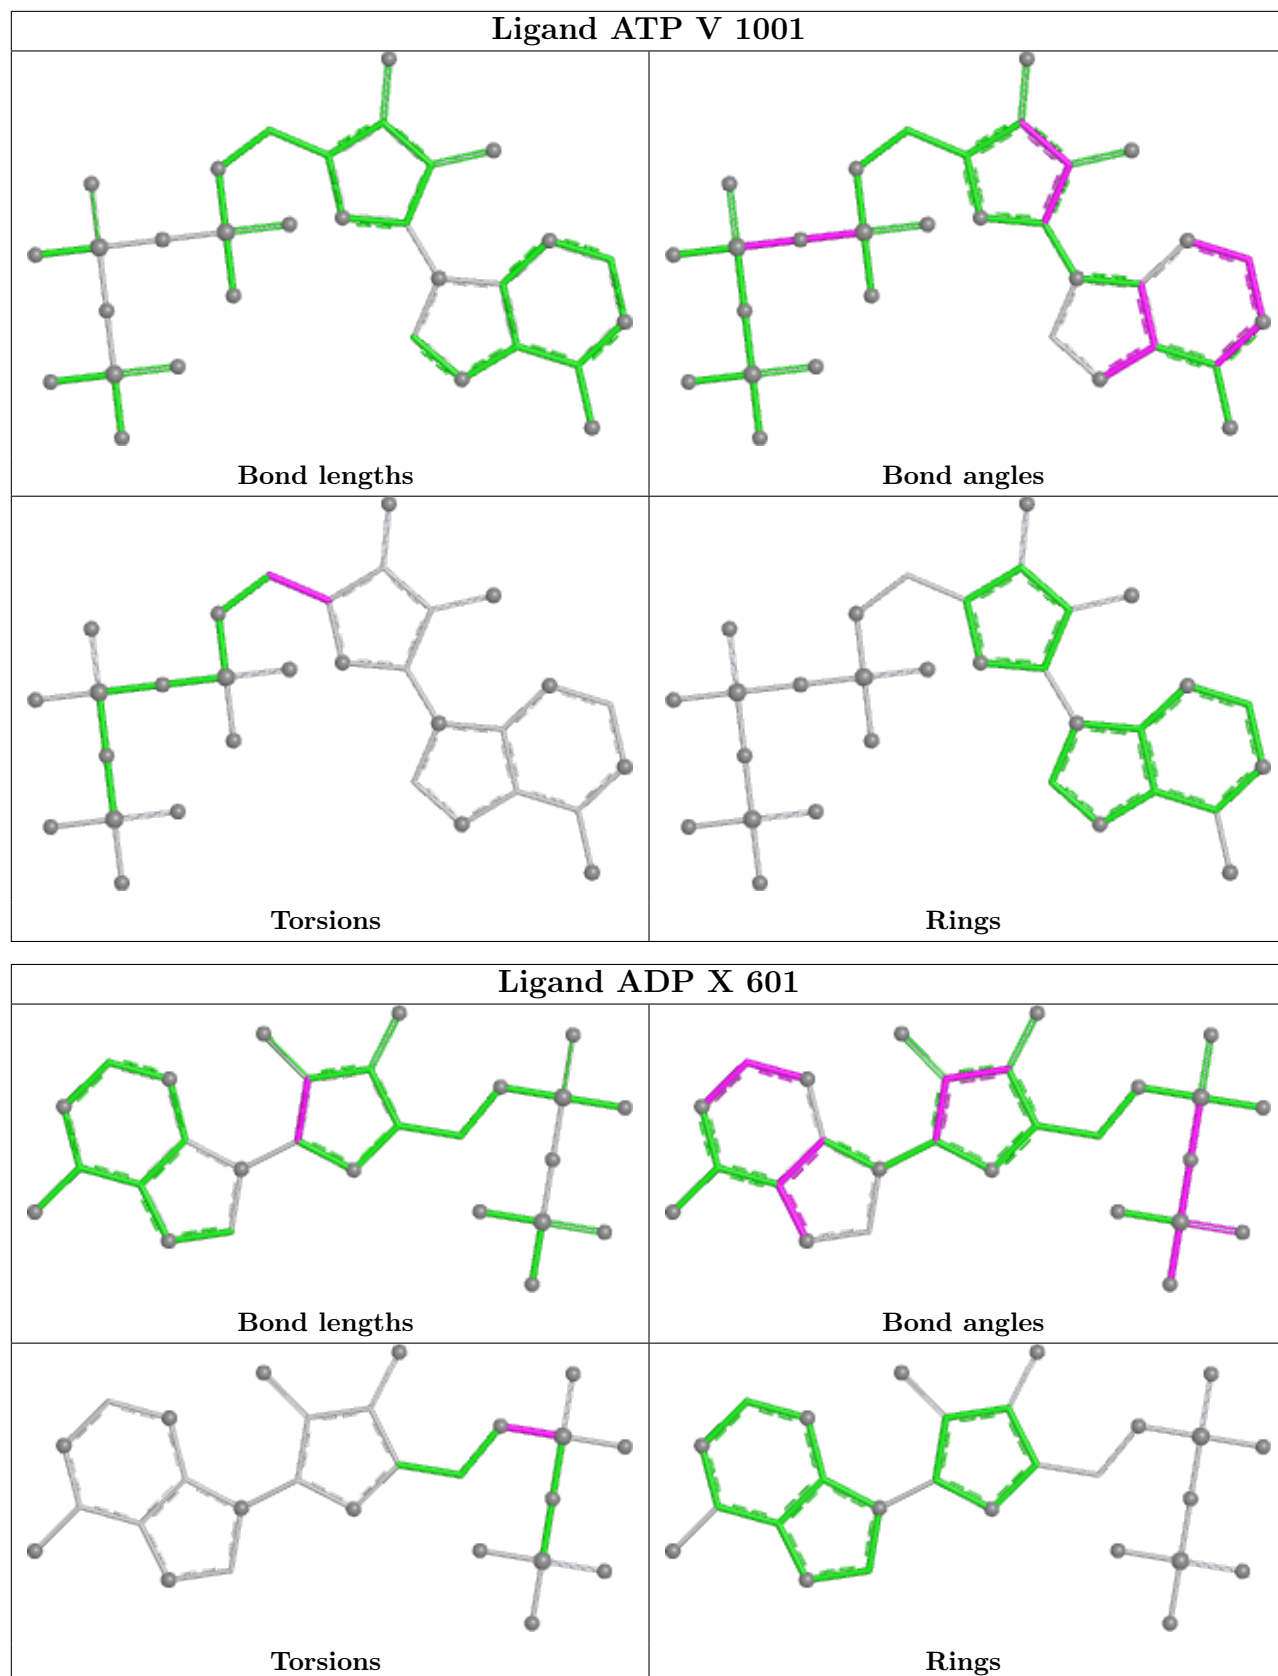 Ligand ATP V 1001
Bond lengths
Bond angles
Torsions
Rings
Ligand ADP X 601
Bond lengths
Bond angles
Torsions
Rings